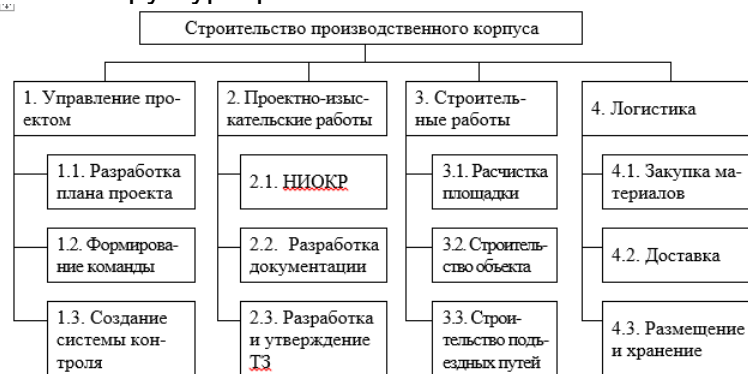 Строительство производственного корпуса
1. Управление про-
ектом
2. Проектно-изыс-
кательские работы
3. Строитель-
ные работы
4. Логистика
1.1. Разработка
плана проекта
2.1. НИОКР
3.1. Расчистка
площадки
4.1. Закупка ма-
териалов
1.2. Формирова-
ние команды
2.2. Разработка
документации
3.2. Строитель-
ство объекта
4.2. Доставка
1.3. Создание
системы кон-
троля
2.3. Разработка
и утверждение
ТЗ
3.3. Строи-
тельство подъ-
ездных путей
4.3. Размещение
и хранение